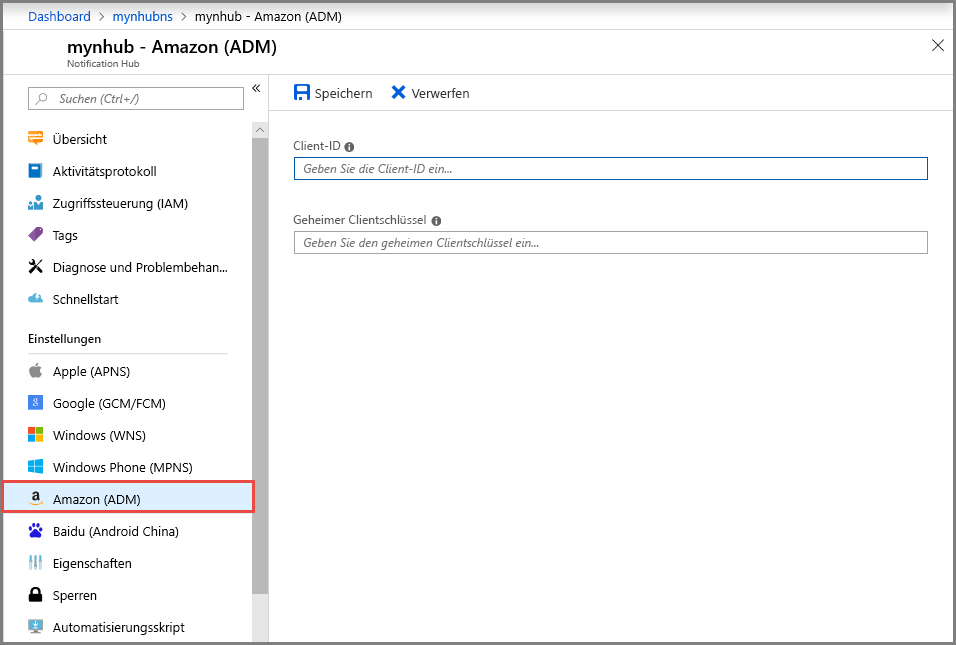 Dashboard > mynhubns > mynhub - Amazon (ADM)
mynhub - Amazon (ADM)
Notification Hub
Suchen (Ctrl+/)
«
Übersicht
Aktivitätsprotokoll
Zugriffssteuerung (IAM)
Tags
Diagnose und Problembehan...
Schnellstart
Einstellungen
Apple (APNS)
Google (GCM/FCM)
Windows (WNS)
Windows Phone (MPNS)
Amazon (ADM)
Baidu (Android China)
Eigenschaften
Sperren
Automatisierungsskript
Speichern Verwerfen
Client-ID
Geben Sie die Client-ID ein...
Geheimer Clientschlüssel
Geben Sie den geheimen Clientschlüssel ein...